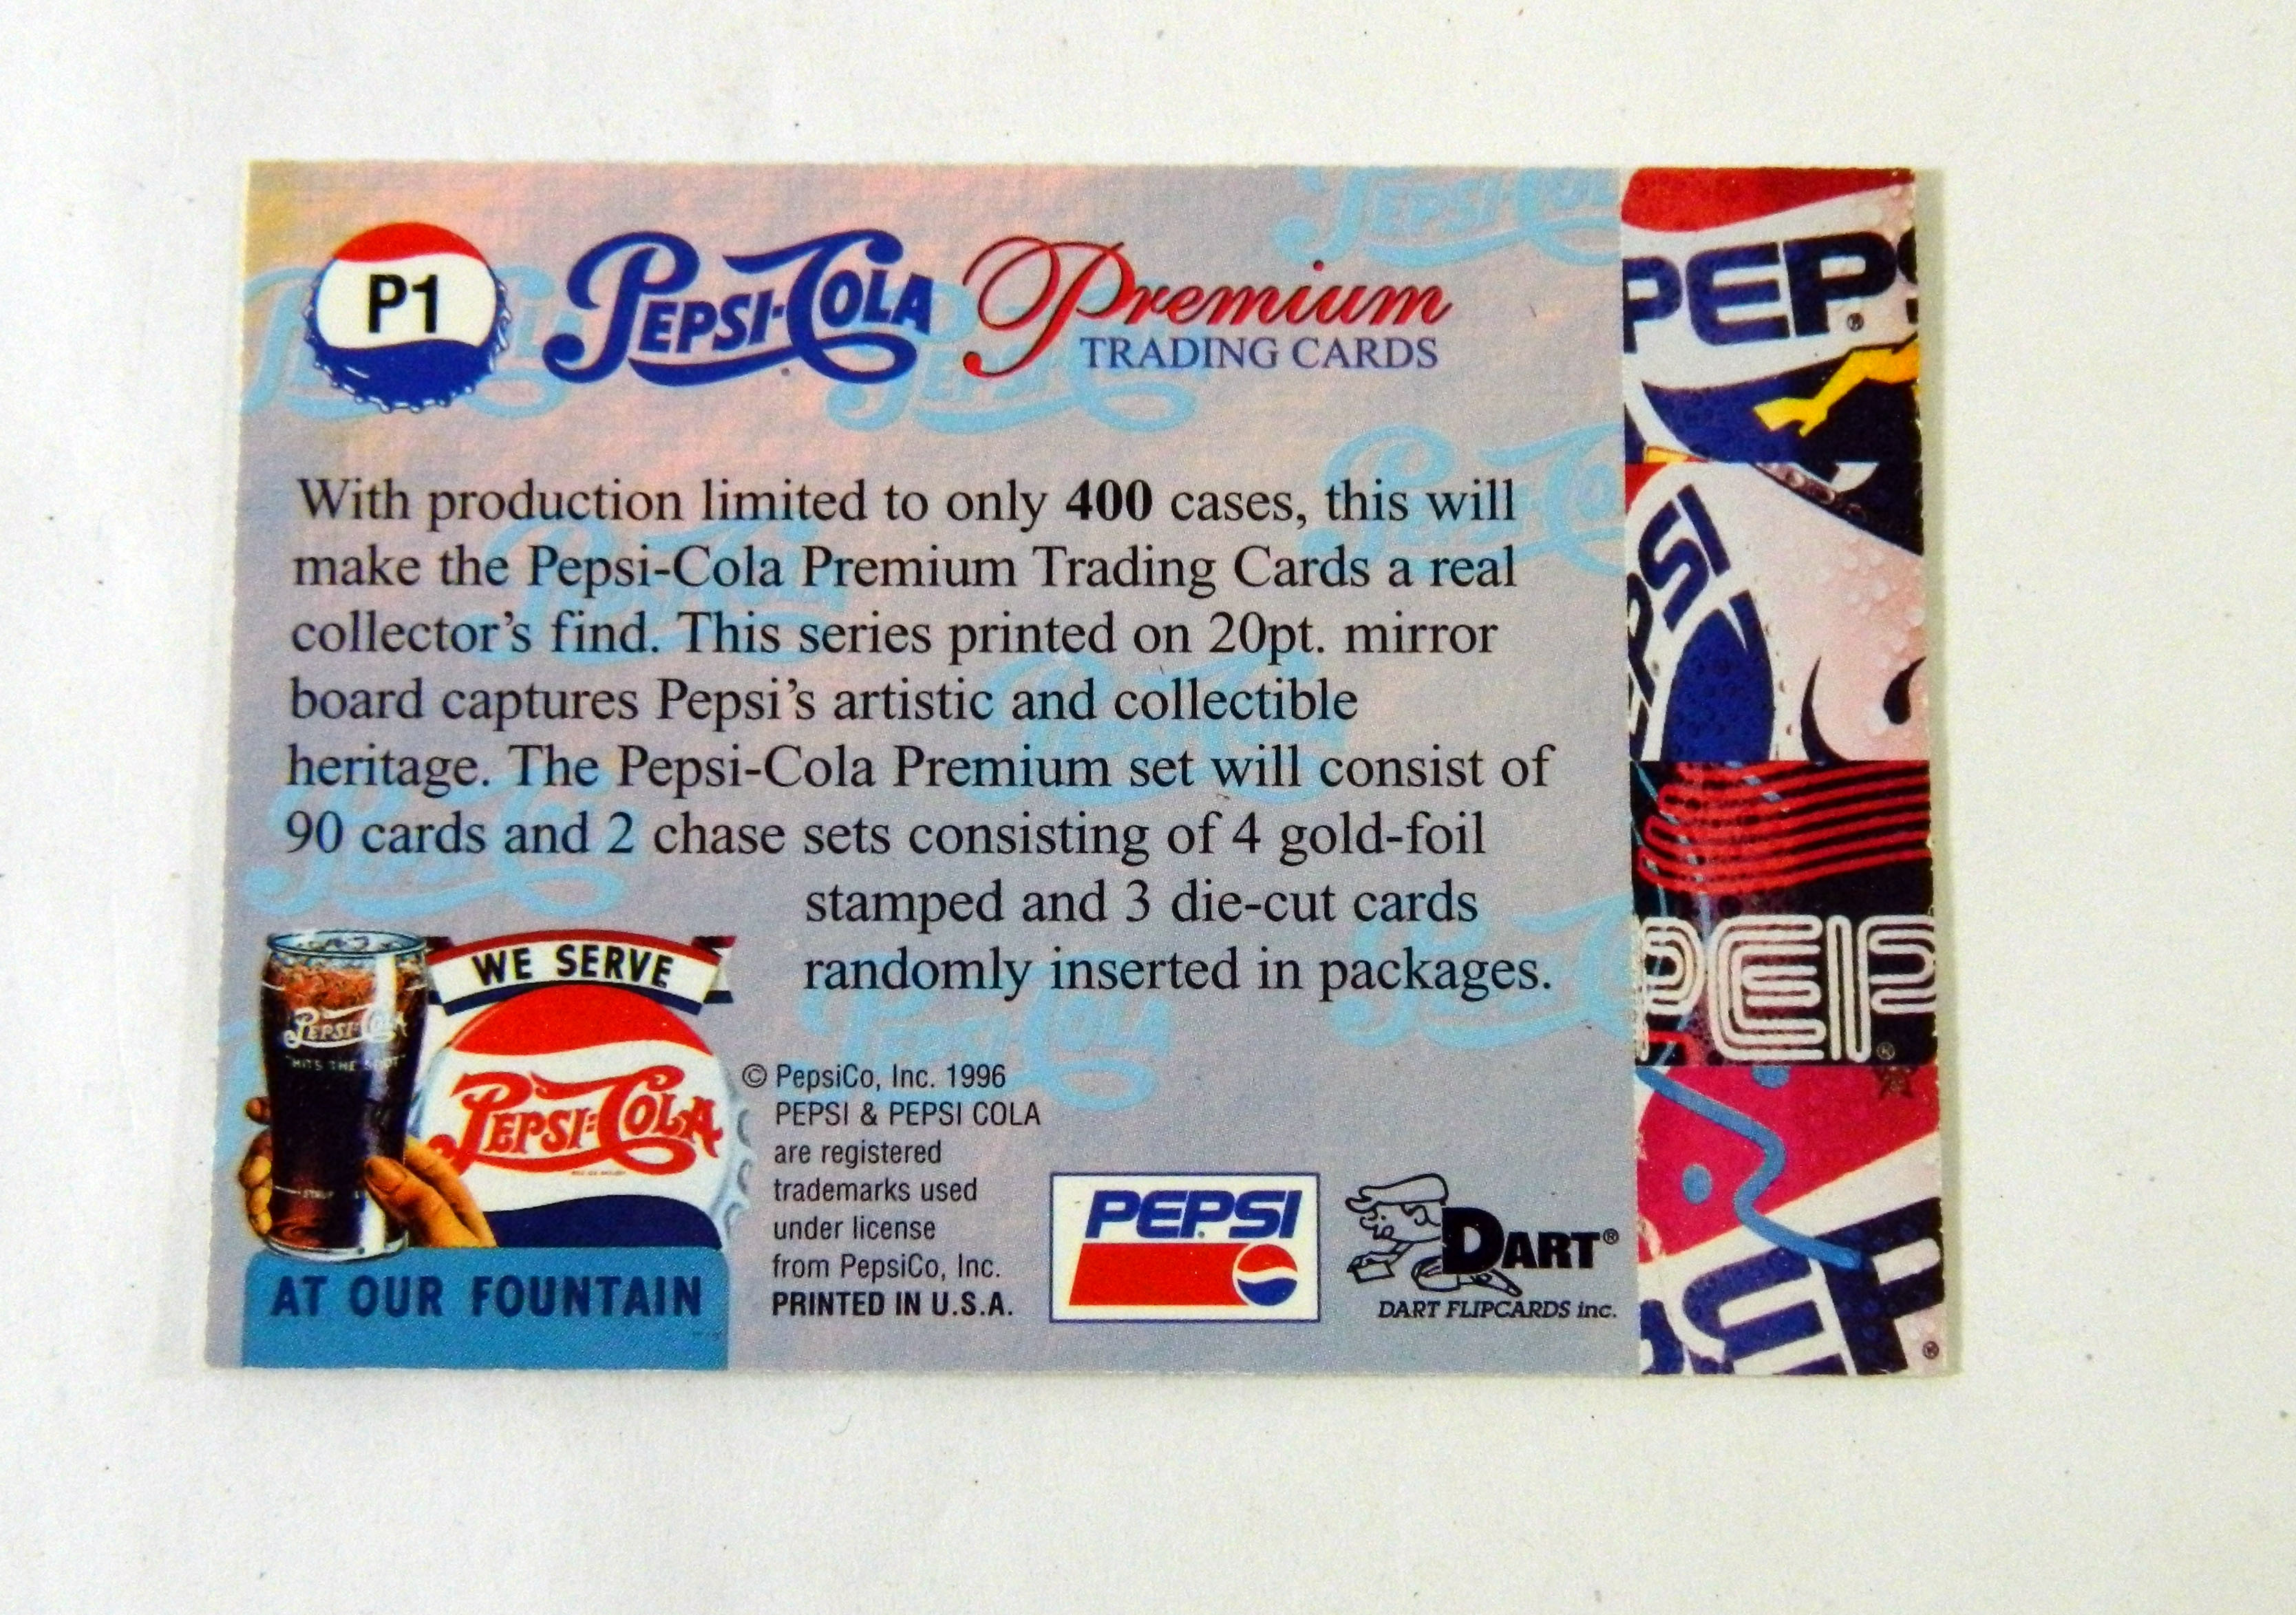 P1
PEPSI-COLA Premium
TRADING CARDS
With production limited to only 400 cases, this will
make the Pepsi-Cola Premium Trading Cards a real
collector's find. This series printed on 20pt. mirror
board captures Pepsi's artistic and collectible
heritage. The Pepsi-Cola Premium set will consist of
90 cards and 2 chase sets consisting of 4 gold-foil
stamped and 3 die-cut cards
randomly inserted in packages.
WE SERVE
PEPSI-COLA
"HITS THE SPOT"
PEPSI=COLA
AT OUR FOUNTAIN
© PepsiCo, Inc. 1996
PEPSI & PEPSI COLA
are registered
trademarks used
under license
from PepsiCo, Inc.
PRINTED IN U.S.A.
PEPSI
DART®
DART FLIPCARDS inc.
PEPS
PEPSI
PEP
PEP